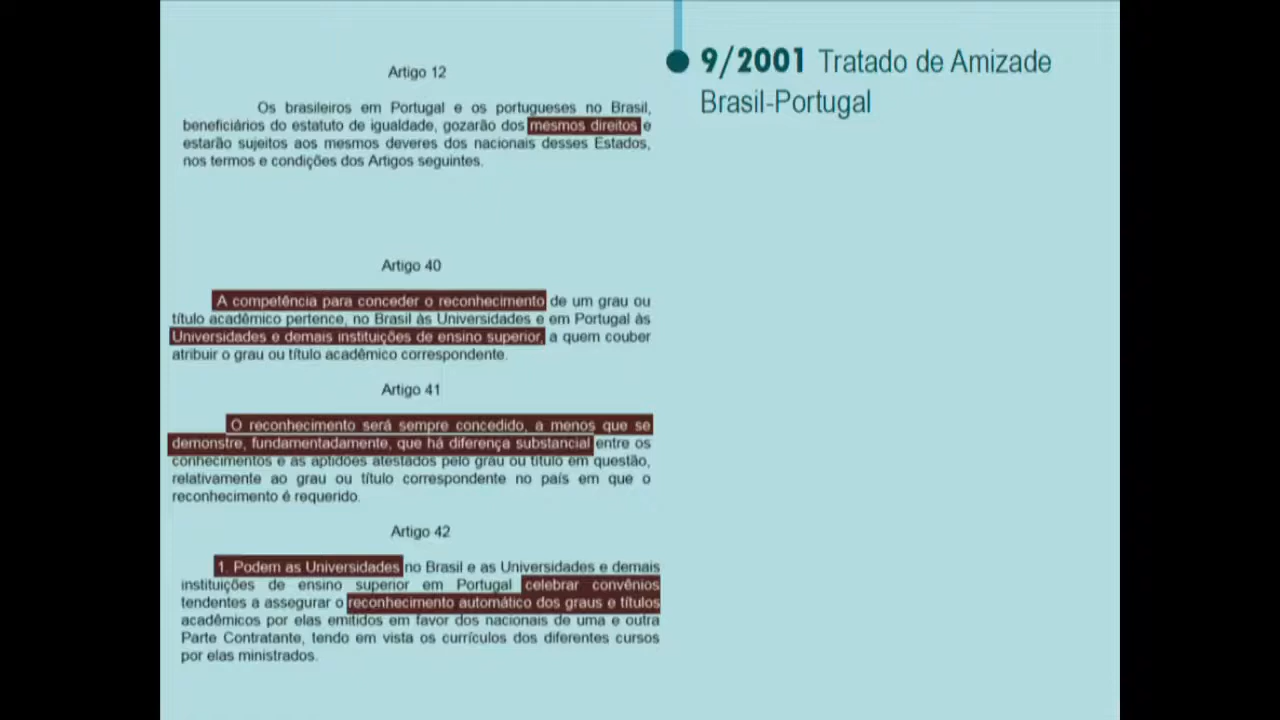 Artigo 12
Os brasileiros em Portugal e os portugueses no Brasil,
beneficiários do estatuto de igualdade, gozarão dos mesmos direitos e
estarão sujeitos aos mesmos deveres dos nacionais desses Estados,
nos termos e condições dos Artigos seguintes.
Artigo 40
A competência para conceder o reconhecimento de um grau ou
título acadêmico pertence, no Brasil às Universidades e em Portugal às
Universidades e demais instituições de ensino superior, a quem couber
atribuir o grau ou título acadêmico correspondente.
Artigo 41
O reconhecimento será sempre concedido, a menos que se
demonstre, fundamentadamente, que há diferença substancial entre os
conhecimentos e as aptidões atestados pelo grau ou título em questão,
relativamente ao grau ou título correspondente no país em que o
reconhecimento é requerido.
Artigo 42
1. Podem as Universidades no Brasil e as Universidades e demais
instituições de ensino superior em Portugal celebrar convênios
tendentes a assegurar o reconhecimento automático dos graus e títulos
acadêmicos por elas emitidos em favor dos nacionais de uma e outra
Parte Contratante, tendo em vista os currículos dos diferentes cursos
por elas ministrados.
9/2001 Tratado de Amizade
Brasil-Portugal